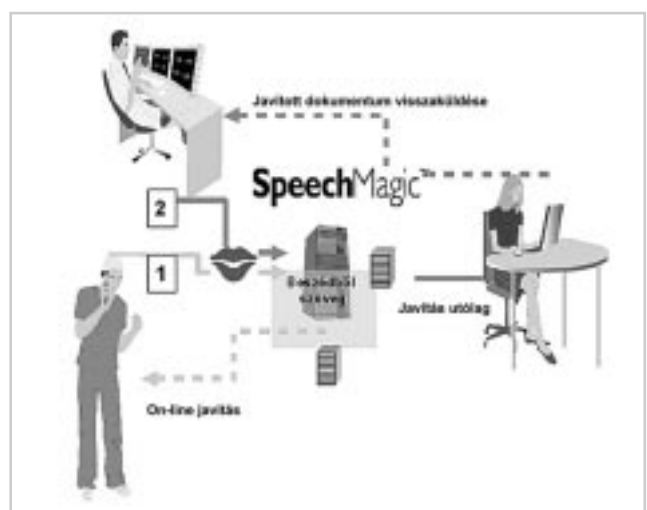 Javított dokumentum visszaküldése
SpeechMagic™
2
1
Beszédből
szöveg
Javítás utólag
On-line javítás